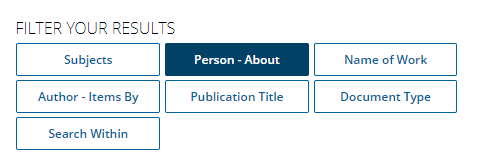 FILTER YOUR RESULTS
Subjects
Person - About
Name of Work
Author - Items By
Publication Title
Document Type
Search Within